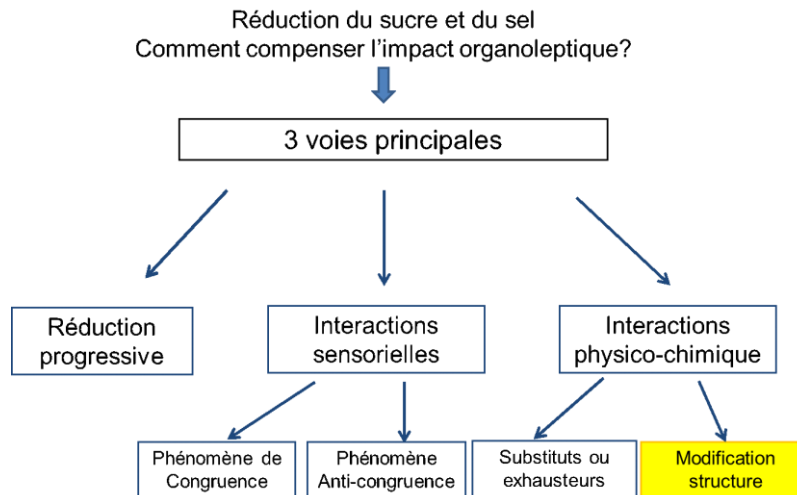 Réduction du sucre et du sel
Comment compenser l'impact organoleptique?
3 voies principales
Réduction
progressive
Interactions
sensorielles
Interactions
physico-chimique
Phénomène de
Congruence
Phénomène
Anti-congruence
Substituts ou
exhausteurs
Modification
structure